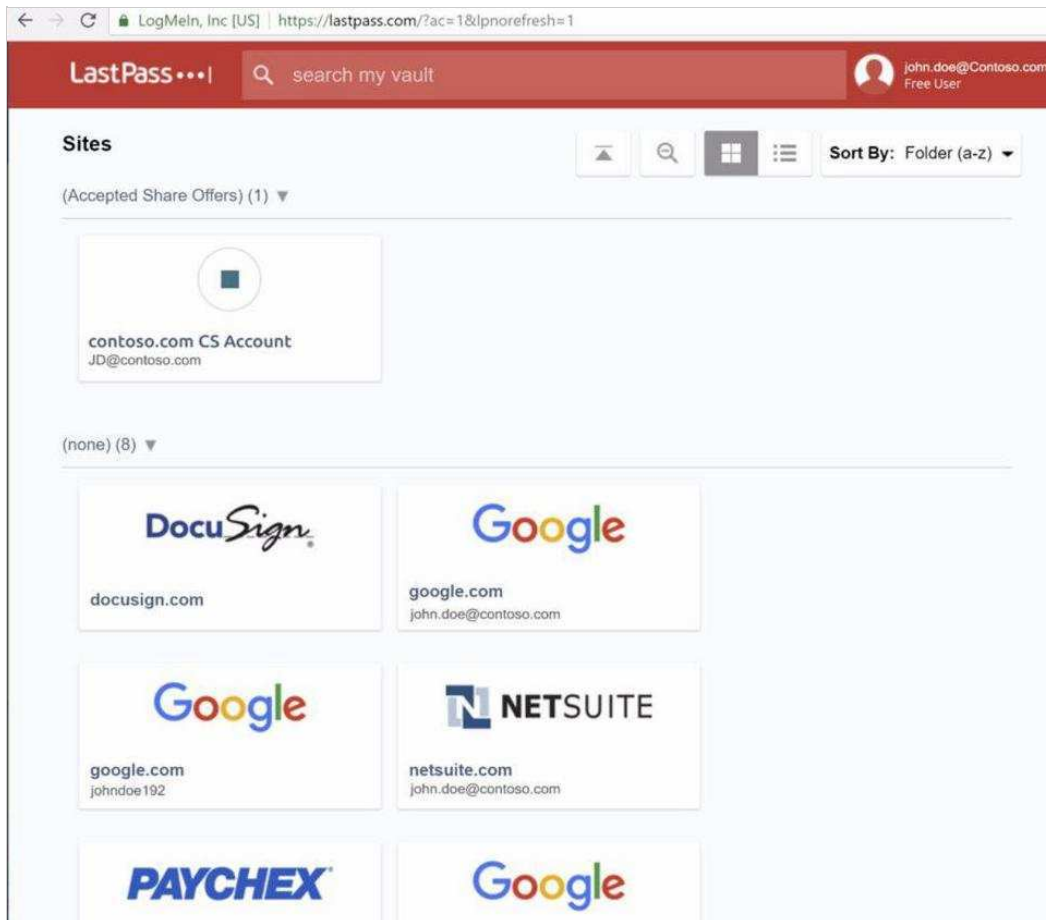 LogMeIn, Inc [US] | https://lastpass.com/?ac=1&lpnorefresh=1
LastPass •••| search my vault john.doe@Contoso.com
Free User
Sites Sort By: Folder (a-z)
(Accepted Share Offers) (1)
contoso.com CS Account
JD@contoso.com
(none) (8)
DocuSign Google
docusign.com google.com
john.doe@contoso.com
Google N NETSUITE
google.com netsuite.com
johndoe192 john.doe@contoso.com
PAYCHEX Google